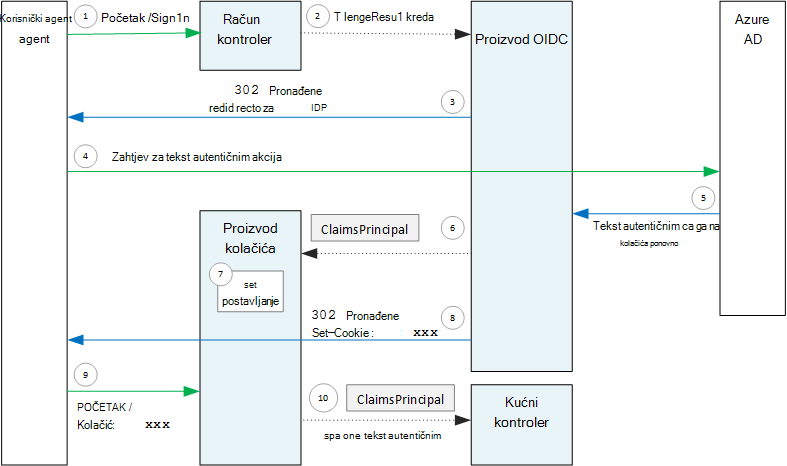 Korisnički agent
agent
1
Početak /Sign1n
Račun
kontroler
2
T lengeResu1 kreda
Proizvod OIDC
Azure
AD
302 Pronađene
redid recto za IDP
3
4
Zahtjev za tekst autentičnim akcija
5
Tekst autentičnim ca ga na
kolačića ponovno
Proizvod
kolačića
ClaimsPrincipal
6
7
set
postavljanje
302 Pronađene
Set-Cookie: xxx
8
9
POČETAK /
Kolačić: xxx
10
ClaimsPrincipal
spa one tekst autentičnim
Kućni
kontroler